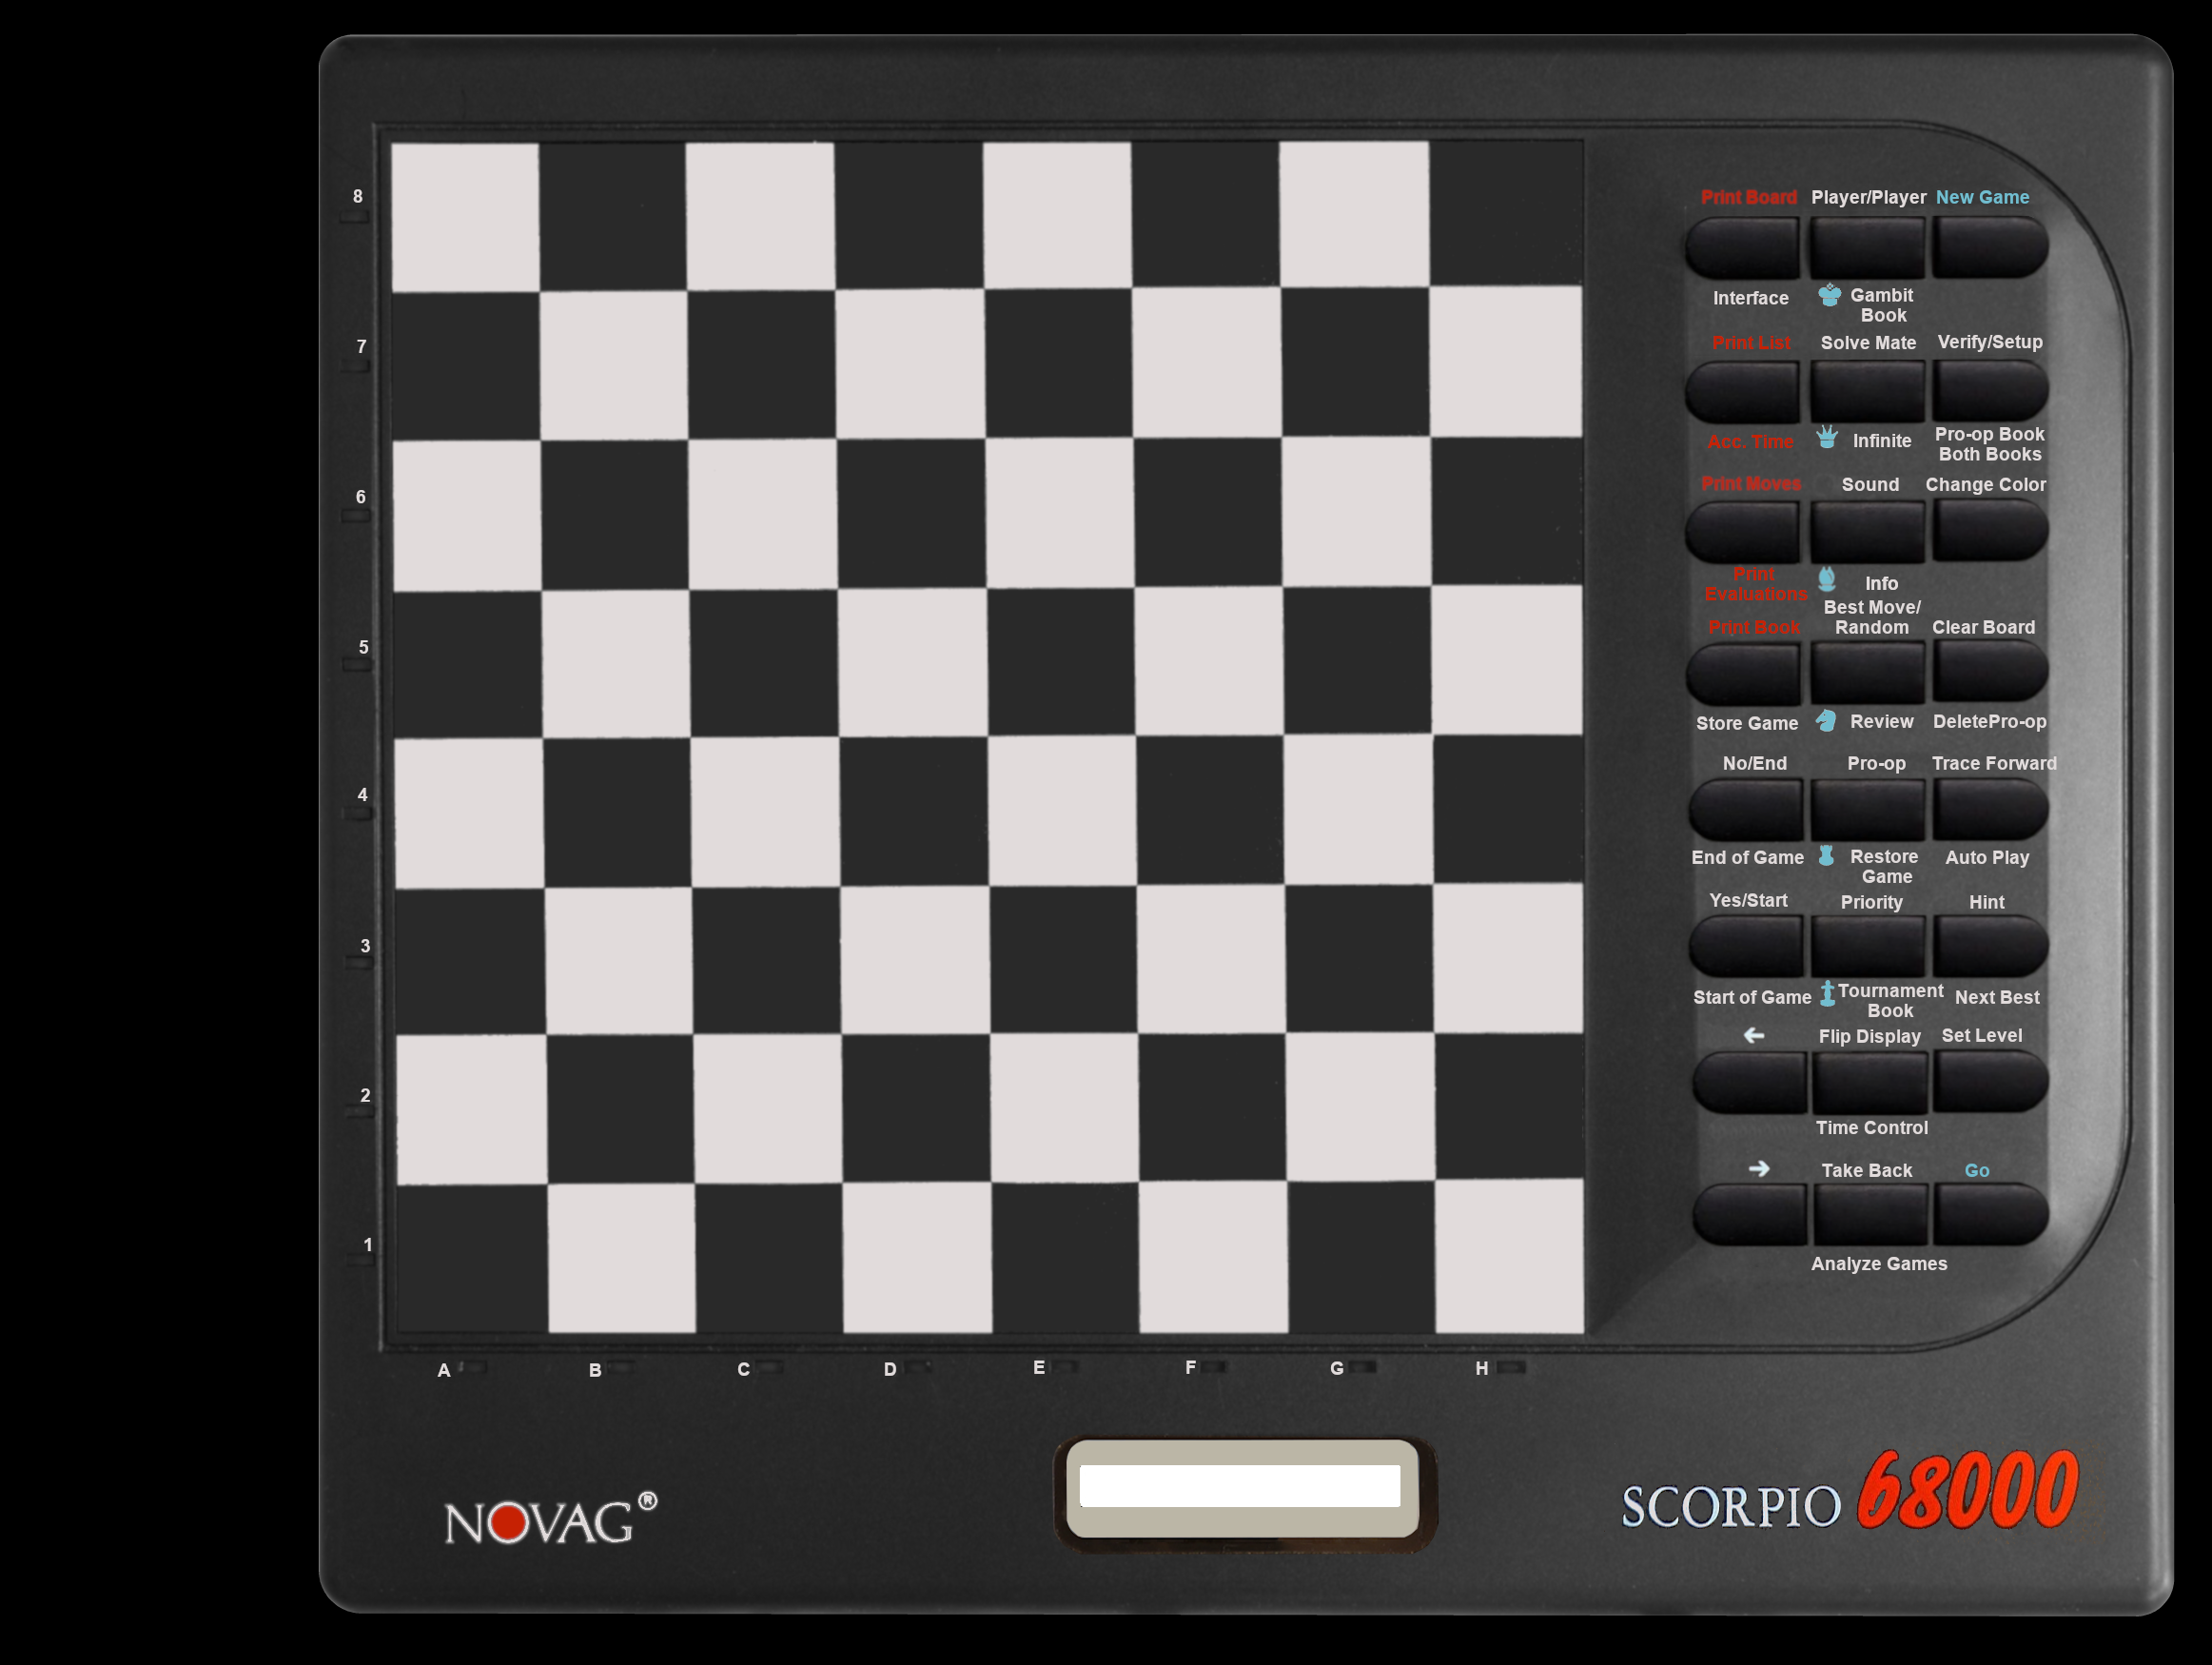 8
7
6
5
4
3
2
1
A B C D E F G H
Print Board Player/Player New Game
Interface Gambit
Book
Print List Solve Mate Verify/Setup
Acc. Time Infinite Pro-op Book
Both Books
Print Moves Sound Change Color
Print
Evaluations Info
Best Move/
Print Book Random Clear Board
Store Game Review DeletePro-op
No/End Pro-op Trace Forward
End of Game Restore Auto Play
Game
Yes/Start Priority Hint
Start of Game Tournament Next Best
Book
← Flip Display Set Level
Time Control
→ Take Back Go
Analyze Games
NOVAG®
SCORPIO 68000